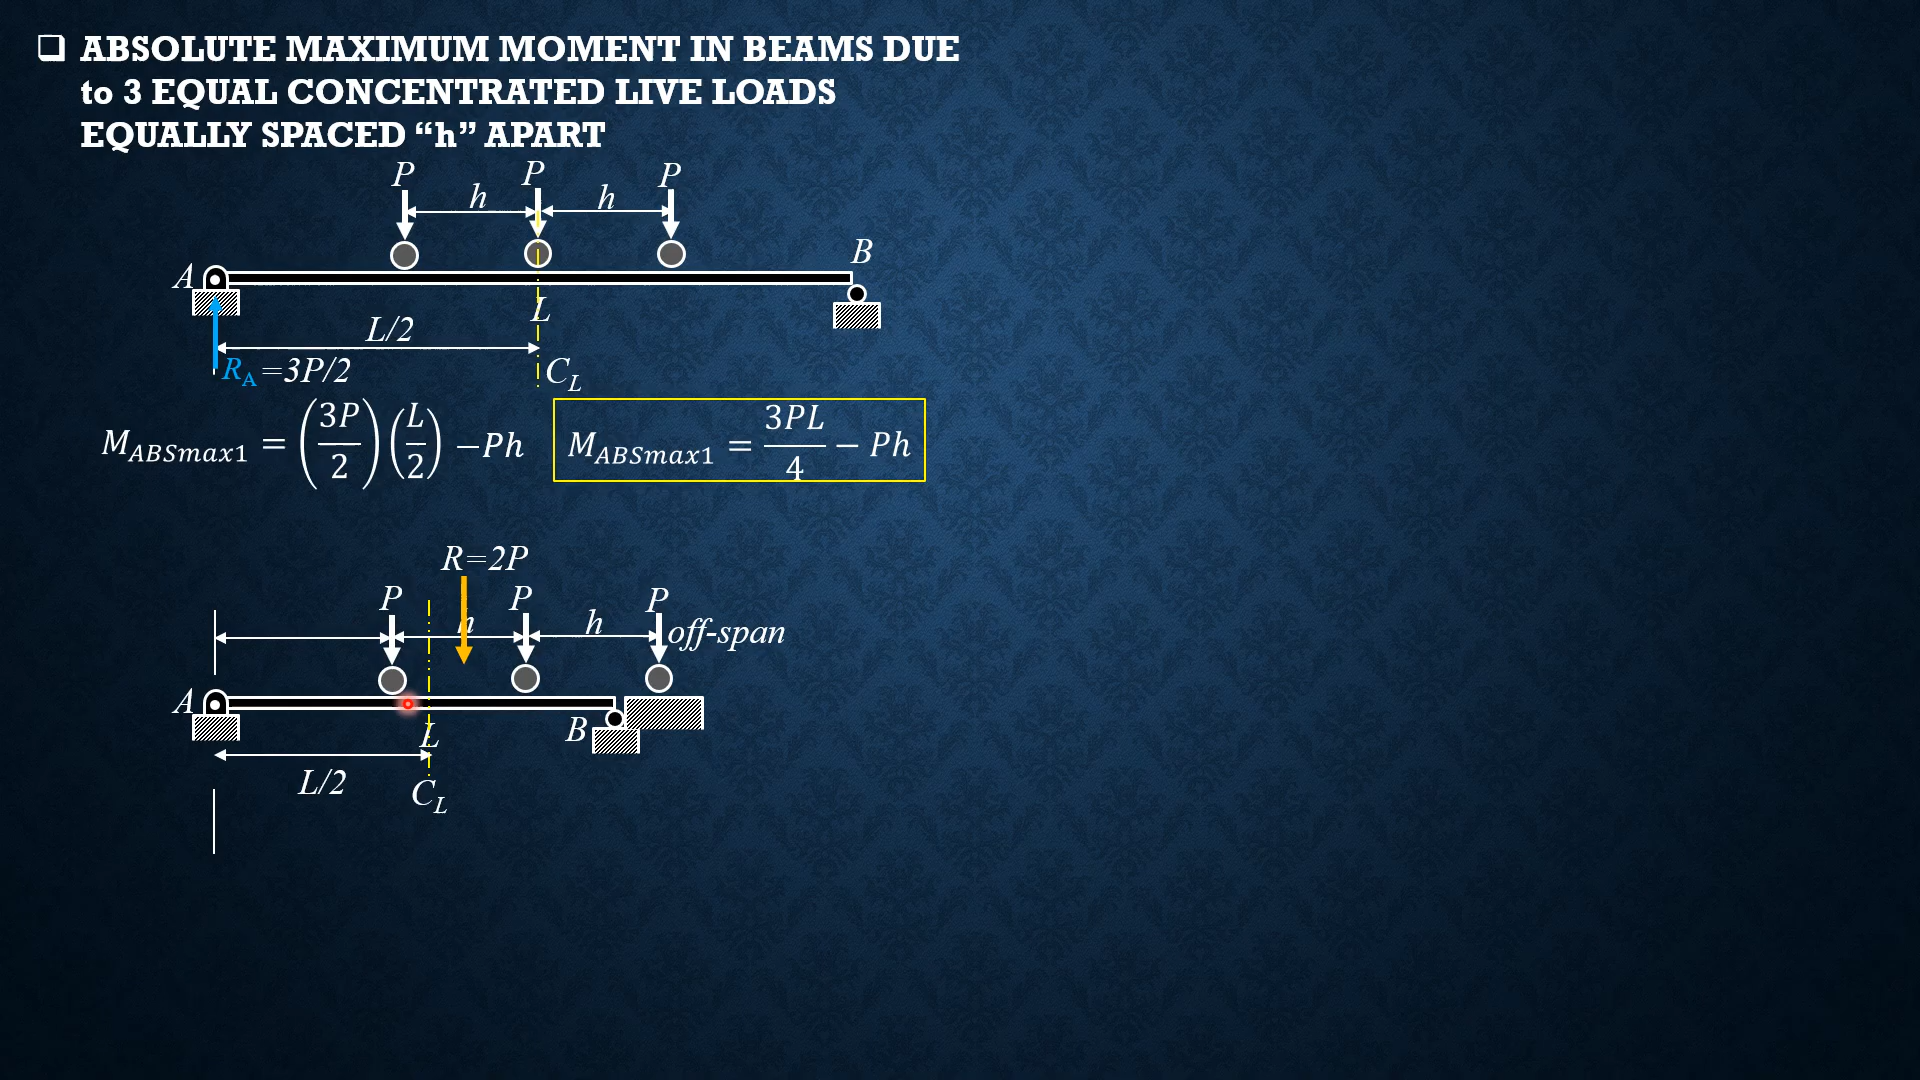 ❑ ABSOLUTE MAXIMUM MOMENT IN BEAMS DUE
to 3 EQUAL CONCENTRATED LIVE LOADS
EQUALLY SPACED “h” APART
P P P
h h
A B
L
L/2
R_A=3P/2 C_L
M_ABSmax1 = (3P/2)(L/2) −Ph M_ABSmax1 = 3PL/4 − Ph
R=2P
P P P
h h off-span
A B
L
L/2
C_L